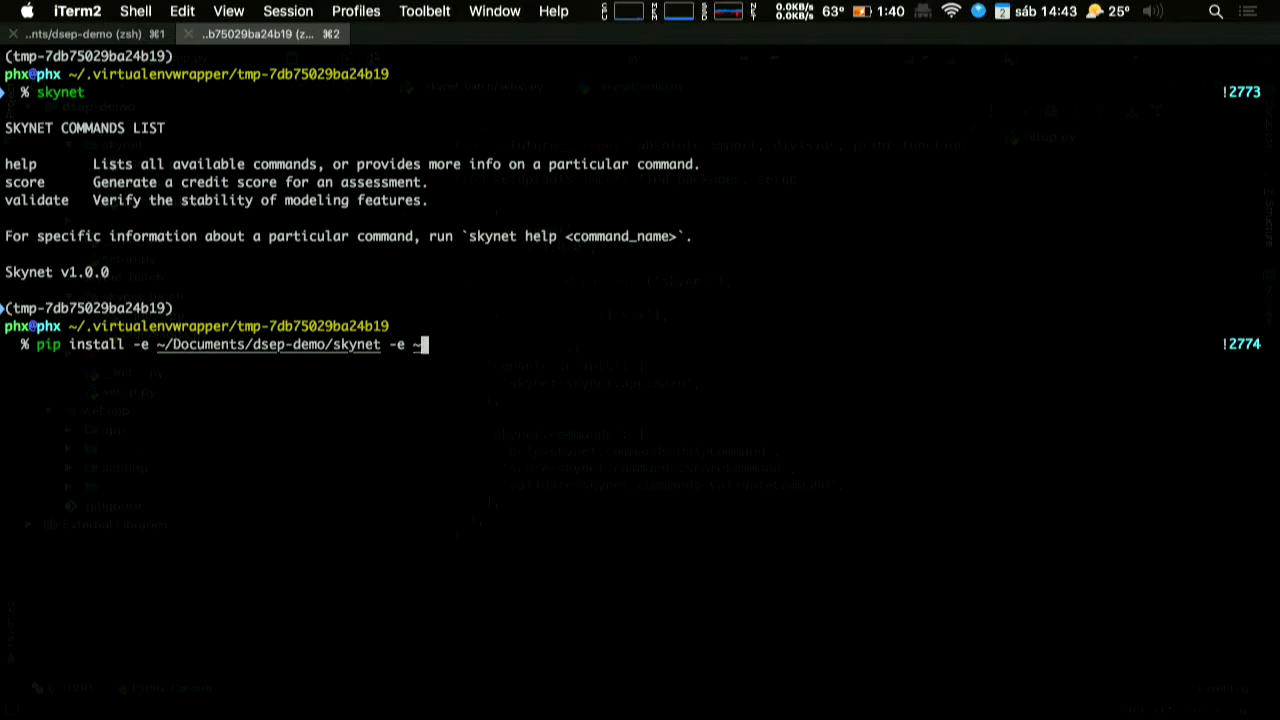 iTerm2 Shell Edit View Session Profiles Toolbelt Window Help 0.0KB/s 0.0KB/s 63° 1:40 2 sáb 14:43 25°
..nts/dsep-demo (zsh) ⌘1 ..b75029ba24b19 (z... ⌘2
(tmp-7db75029ba24b19)
phx@phx ~/.virtualenvwrapper/tmp-7db75029ba24b19
% skynet !2773
SKYNET COMMANDS LIST
help Lists all available commands, or provides more info on a particular command.
score Generate a credit score for an assessment.
validate Verify the stability of modeling features.
For specific information about a particular command, run `skynet help <command_name>`.
Skynet v1.0.0
(tmp-7db75029ba24b19)
phx@phx ~/.virtualenvwrapper/tmp-7db75029ba24b19
% pip install -e ~/Documents/dsep-demo/skynet -e ~ !2774